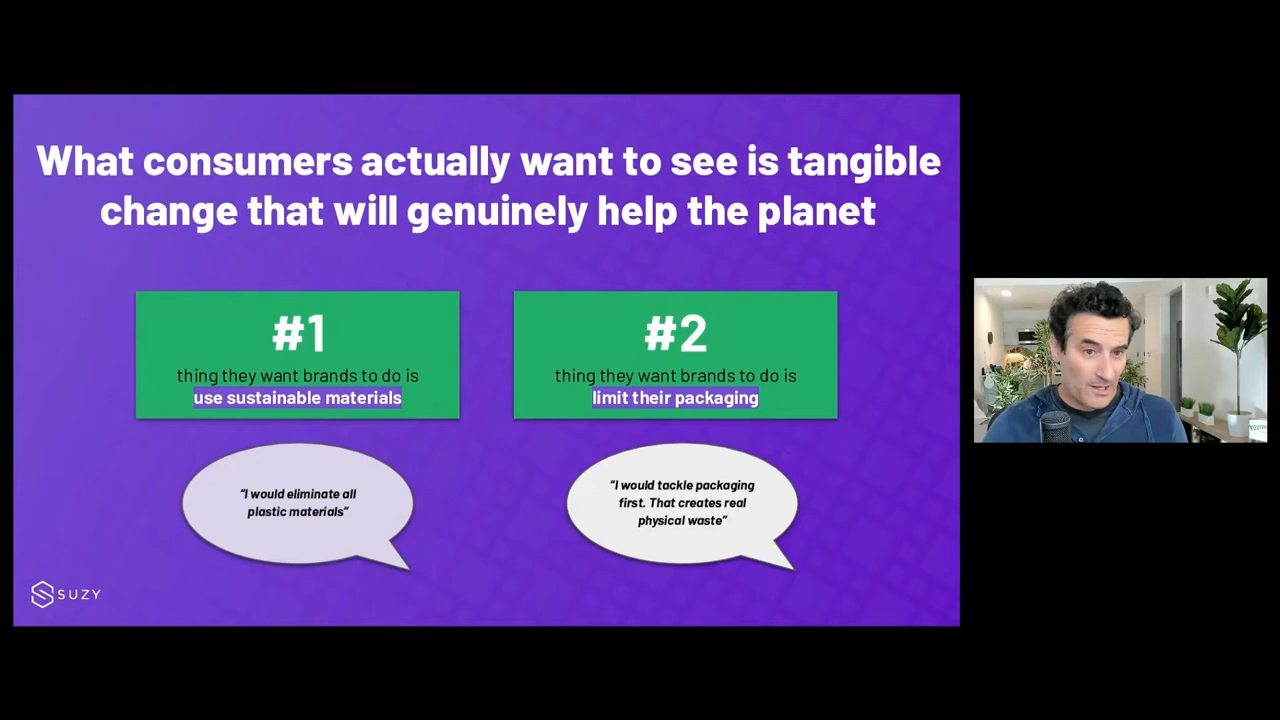 What consumers actually want to see is tangible
change that will genuinely help the planet
#1
thing they want brands to do is
use sustainable materials
#2
thing they want brands to do is
limit their packaging
“I would eliminate all
plastic materials”
“I would tackle packaging
first. That creates real
physical waste”
SUZY